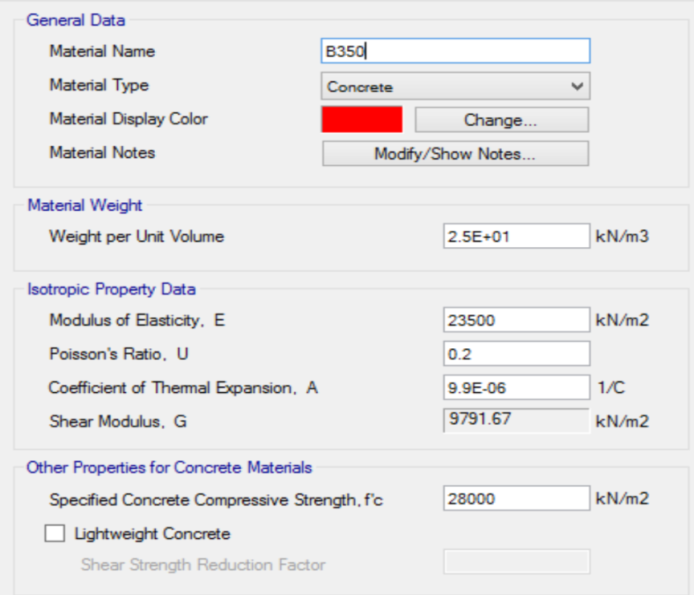 General Data
Material Name B350
Material Type Concrete
Material Display Color Change...
Material Notes Modify/Show Notes...
Material Weight
Weight per Unit Volume 2.5E+01 kN/m3
Isotropic Property Data
Modulus of Elasticity, E 23500 kN/m2
Poisson's Ratio, U 0.2
Coefficient of Thermal Expansion, A 9.9E-06 1/C
Shear Modulus, G 9791.67 kN/m2
Other Properties for Concrete Materials
Specified Concrete Compressive Strength, f'c 28000 kN/m2
Lightweight Concrete
Shear Strength Reduction Factor